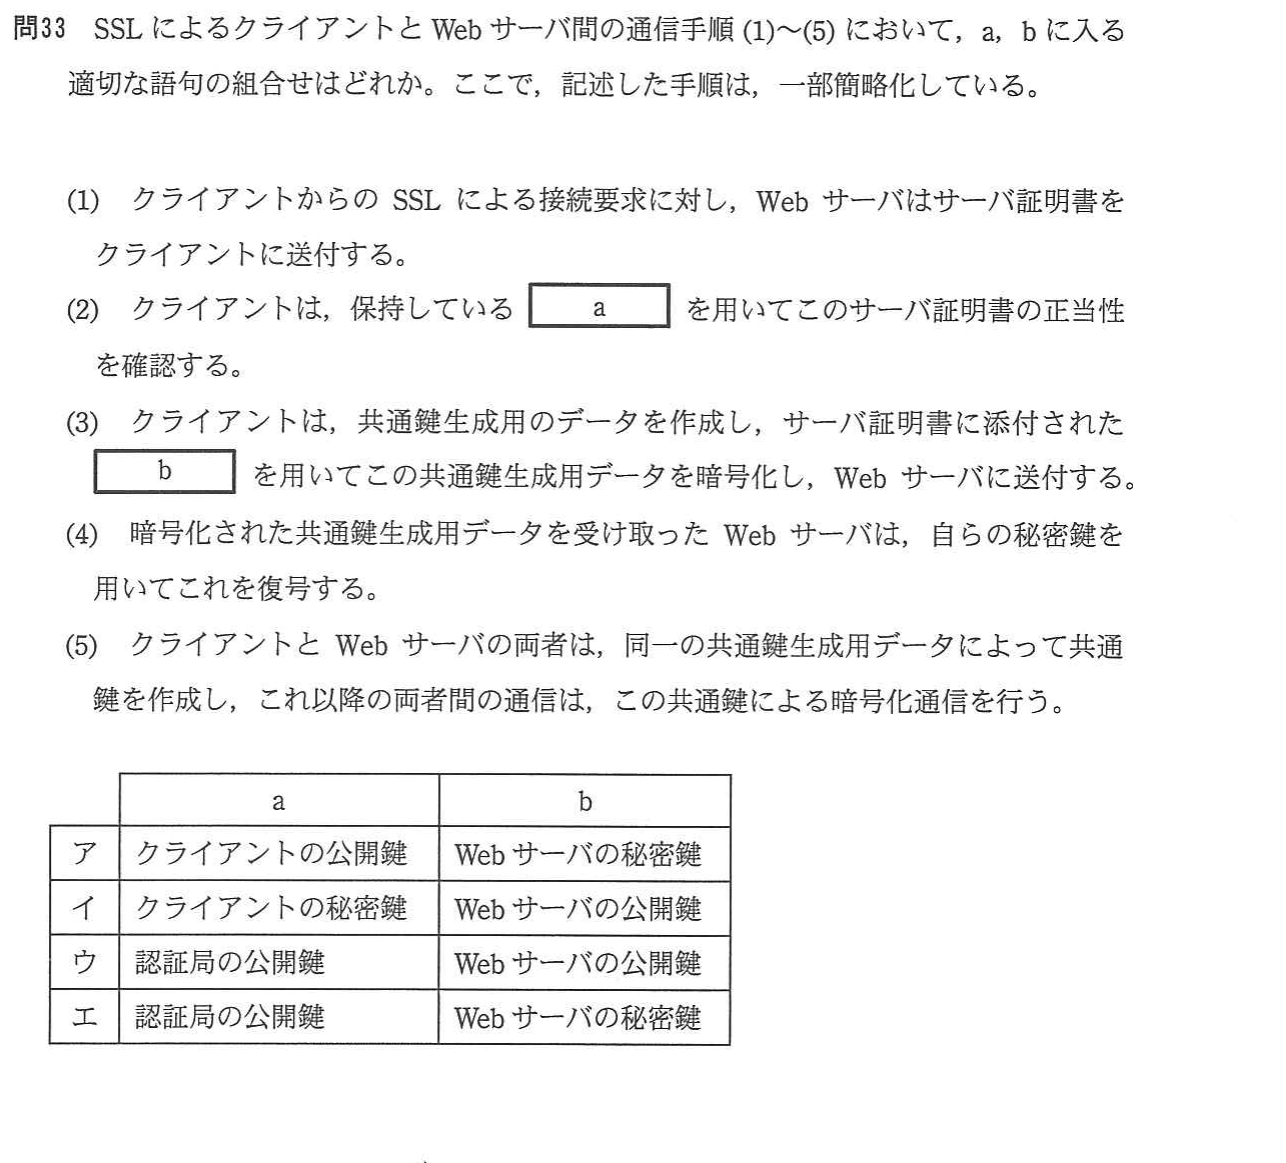 問33 SSLによるクライアントとWebサーバ間の通信手順(1)～(5)において，a，bに入る
適切な語句の組合せはどれか。ここで，記述した手順は，一部簡略化している。
(1) クライアントからの SSL による接続要求に対し，Web サーバはサーバ証明書を
クライアントに送付する。
(2) クライアントは，保持している a を用いてこのサーバ証明書の正当性
を確認する。
(3) クライアントは，共通鍵生成用のデータを作成し，サーバ証明書に添付された
b を用いてこの共通鍵生成用データを暗号化し，Web サーバに送付する。
(4) 暗号化された共通鍵生成用データを受け取った Web サーバは，自らの秘密鍵を
用いてこれを復号する。
(5) クライアントと Web サーバの両者は，同一の共通鍵生成用データによって共通
鍵を作成し，これ以降の両者間の通信は，この共通鍵による暗号化通信を行う。
a b
ア クライアントの公開鍵 Webサーバの秘密鍵
イ クライアントの秘密鍵 Webサーバの公開鍵
ウ 認証局の公開鍵 Webサーバの公開鍵
エ 認証局の公開鍵 Webサーバの秘密鍵